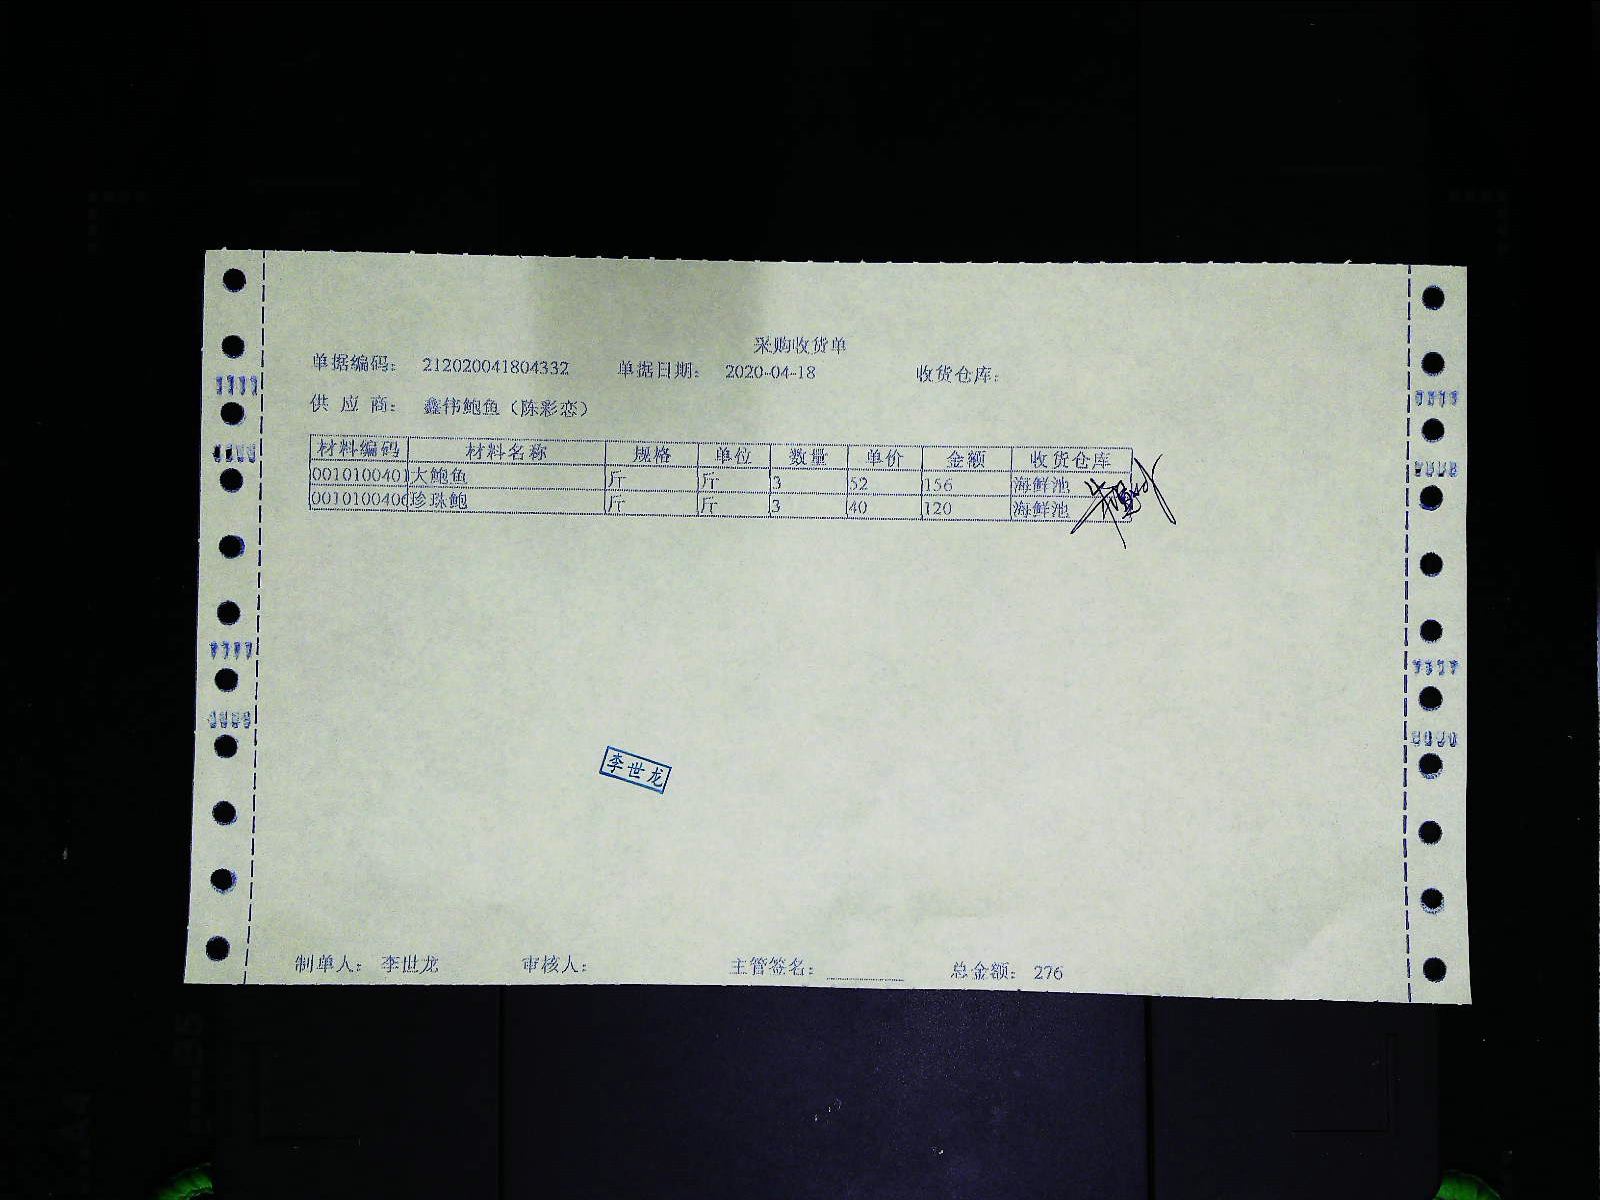 采购收货单
单据编码： 212020041804332 单据日期： 2020-04-18 收货仓库：
供 应 商： 鑫伟鲍鱼（陈彩恋）
材料编码 材料名称 规格 单位 数量 单价 金额 收货仓库
0010100401 大鲍鱼 斤 斤 3 52 156 海鲜池
0010100406 珍珠鲍 斤 斤 3 40 120 海鲜池
李世龙
制单人： 李世龙 审核人： 主管签名： 总金额： 276